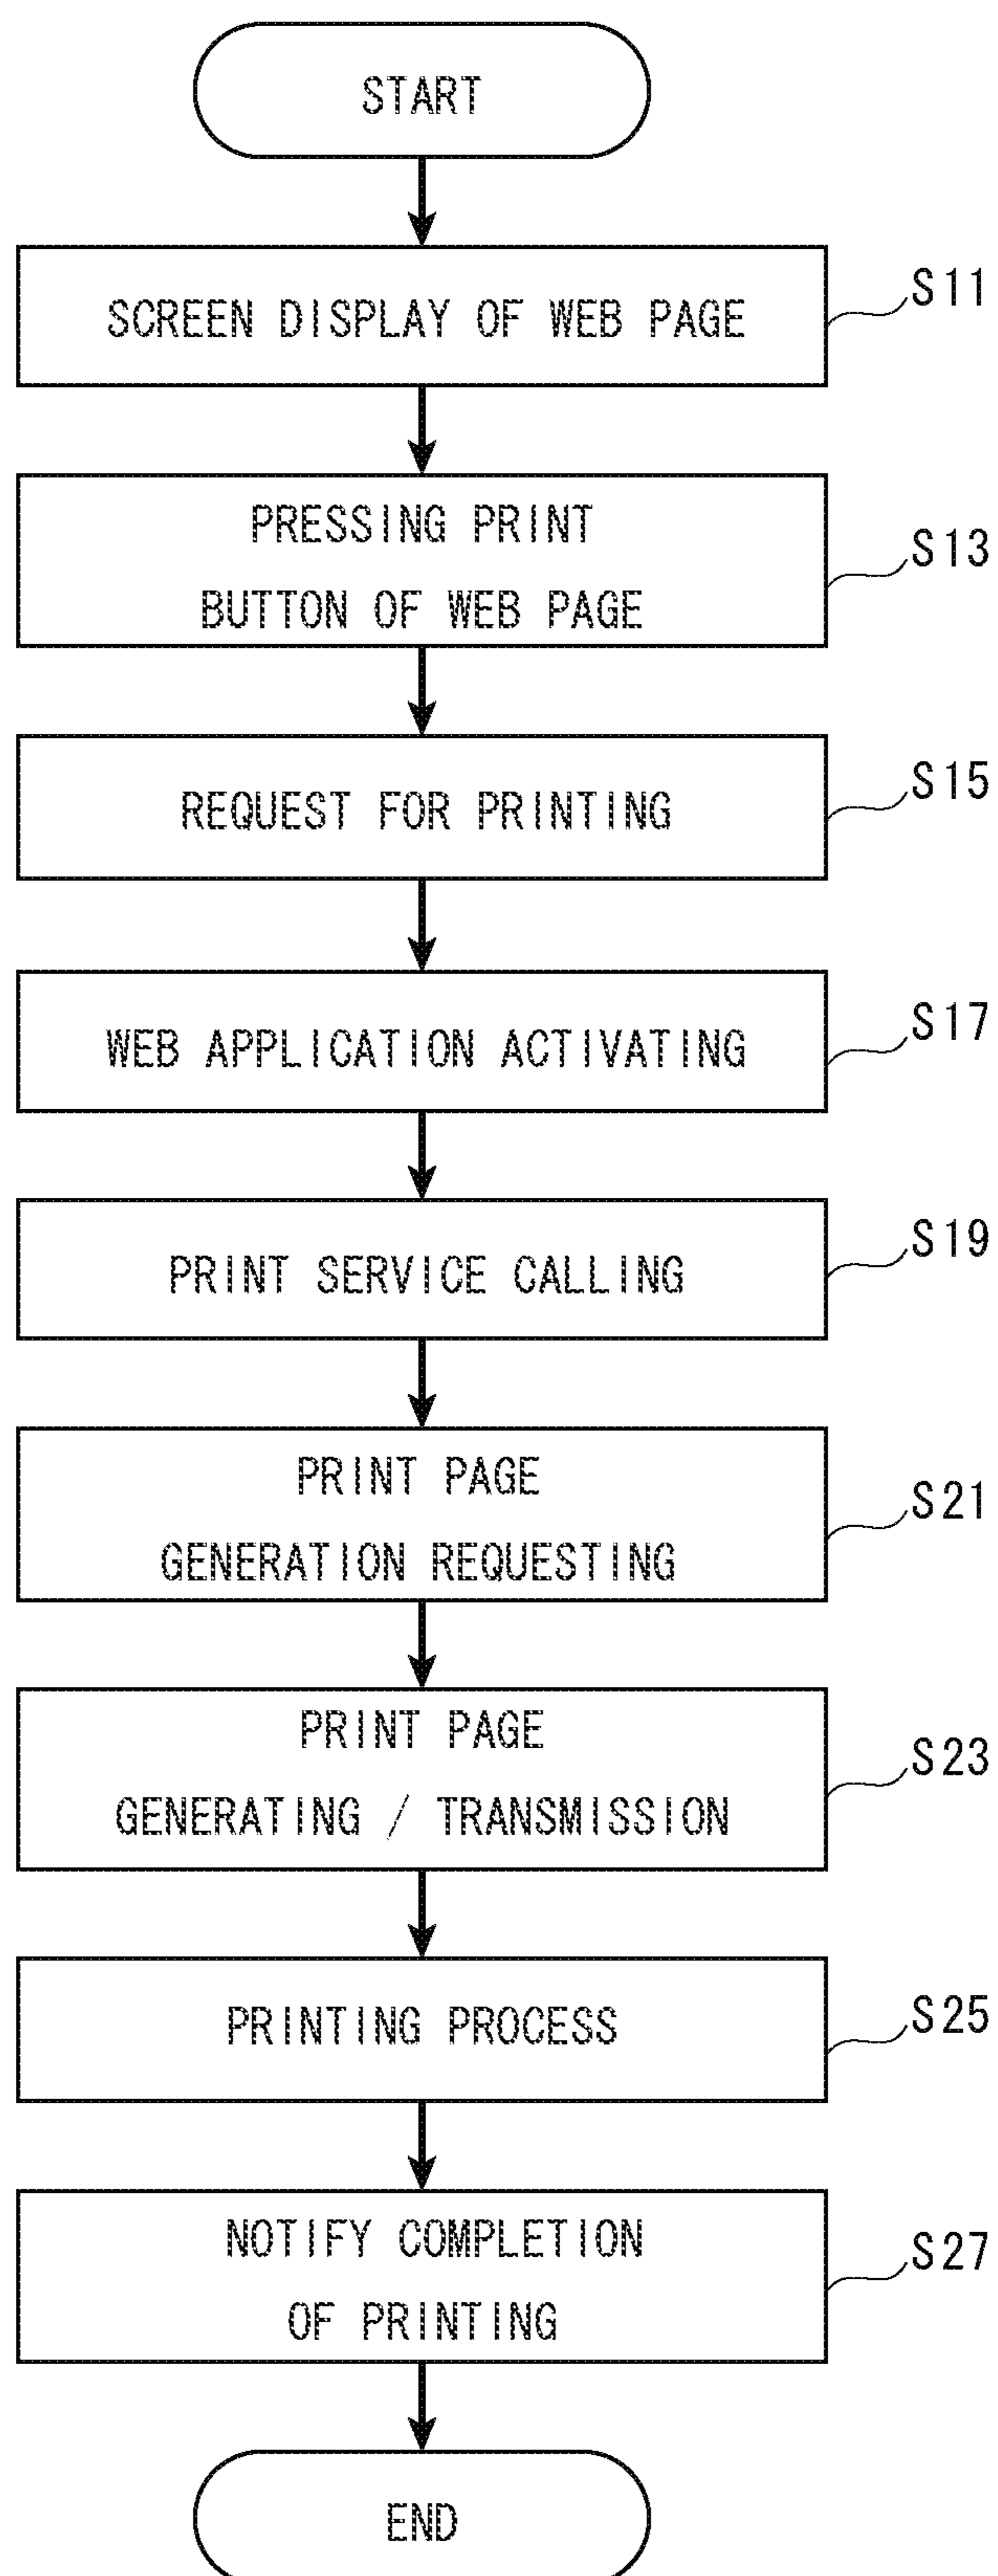 START
SCREEN DISPLAY OF WEB PAGE
S11
PRESSING PRINT
BUTTON OF WEB PAGE
S13
REQUEST FOR PRINTING
S15
WEB APPLICATION ACTIVATING
S17
PRINT SERVICE CALLING
S19
PRINT PAGE
GENERATION REQUESTING
S21
PRINT PAGE
GENERATING / TRANSMISSION
S23
PRINTING PROCESS
S25
NOTIFY COMPLETION
OF PRINTING
S27
END